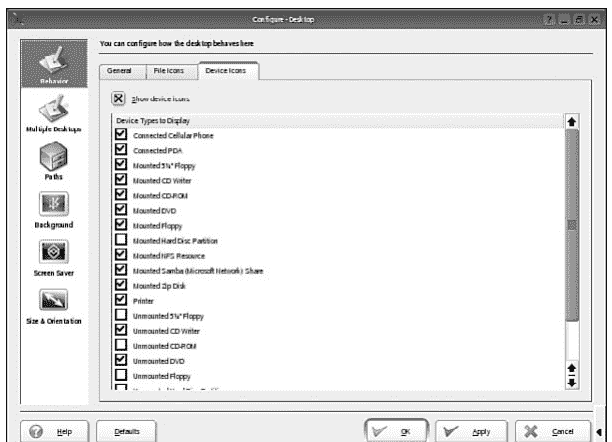 Configure - Desktop
You can configure how the desktop behaves here
Behavior
Multiple Desktops
Paths
Background
Screen Saver
Size & Orientation
General
File Icons
Device Icons
Show device icons
Device Types to Display
Connected Cellular Phone
Connected PDA
Mounted 5¼" Floppy
Mounted CD Writer
Mounted CD-ROM
Mounted DVD
Mounted Floppy
Mounted Hard Disc Partition
Mounted NFS Resource
Mounted Samba (Microsoft Network) Share
Mounted Zip Disk
Printer
Unmounted 5¼" Floppy
Unmounted CD Writer
Unmounted CD-ROM
Unmounted DVD
Unmounted Floppy
Help
Defaults
OK
Apply
Cancel